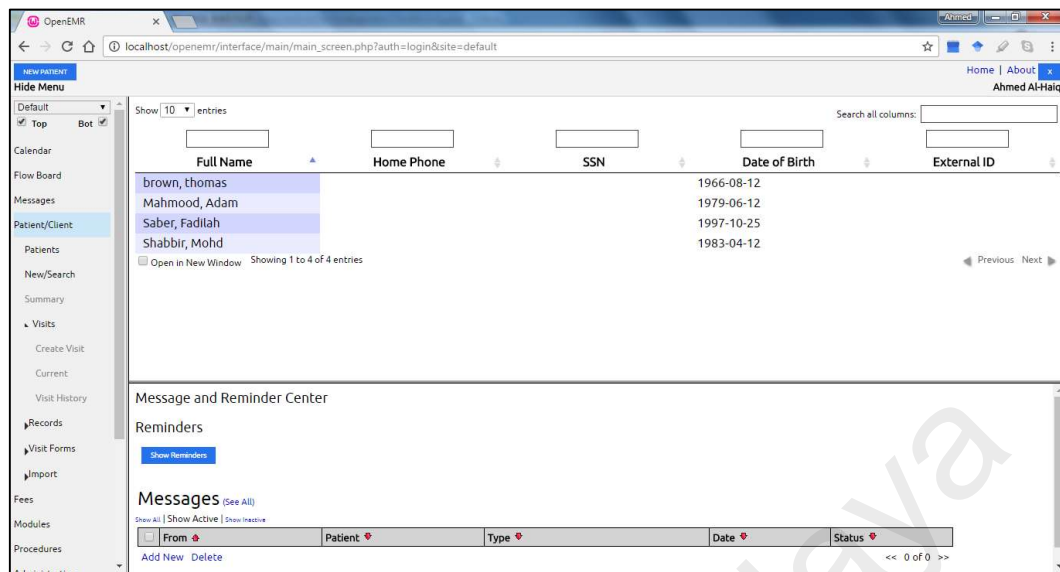 OpenEMR
Ahmed
localhost/openemr/interface/main/main_screen.php?auth=login&site=default
NEW PATIENT
Home | About x
Hide Menu
Ahmed Al-Haiq
Default
Top Bot
Calendar
Flow Board
Messages
Patient/Client
Patients
New/Search
Summary
Visits
Create Visit
Current
Visit History
Records
Visit Forms
Import
Fees
Modules
Procedures
Show 10 entries
Search all columns:
Full Name Home Phone SSN Date of Birth External ID
brown, thomas 1966-08-12
Mahmood, Adam 1979-06-12
Saber, Fadilah 1997-10-25
Shabbir, Mohd 1983-04-12
Open in New Window Showing 1 to 4 of 4 entries Previous Next
Message and Reminder Center
Reminders
Show Reminders
Messages (See All)
Show All | Show Active | Show Inactive
From Patient Type Date Status
Add New Delete << 0 of 0 >>
aya